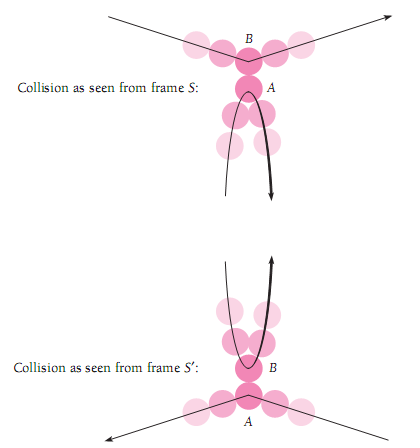 B
Collision as seen from frame S:
A
Collision as seen from frame S′:
B
A